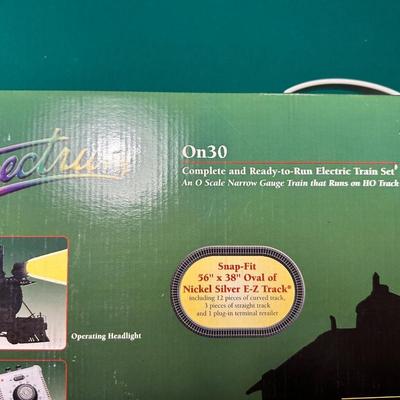 On30
Complete and Ready-to-Run Electric Train Set
An O Scale Narrow Gauge Train that Runs on HO Track
Snap-Fit
56" x 38" Oval of
Nickel Silver E-Z Track®
including 12 pieces of curved track,
3 pieces of straight track
and 1 plug-in terminal rerailer
Operating Headlight